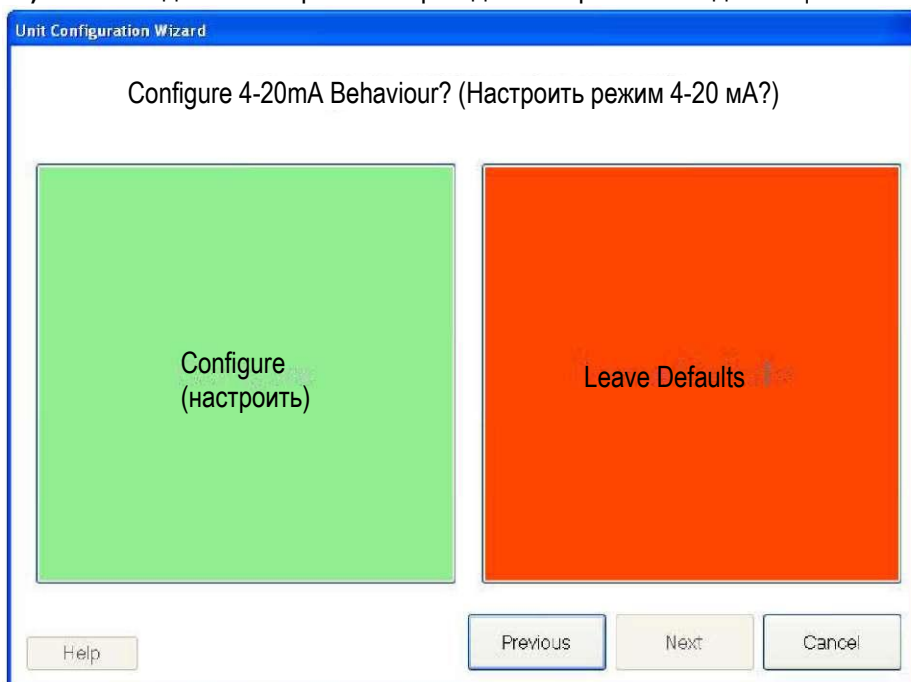 Unit Configuration Wizard
Configure 4-20mA Behaviour? (Настроить режим 4-20 мА?)
Configure
(настроить)
Leave Defaults
Help
Previous
Next
Cancel